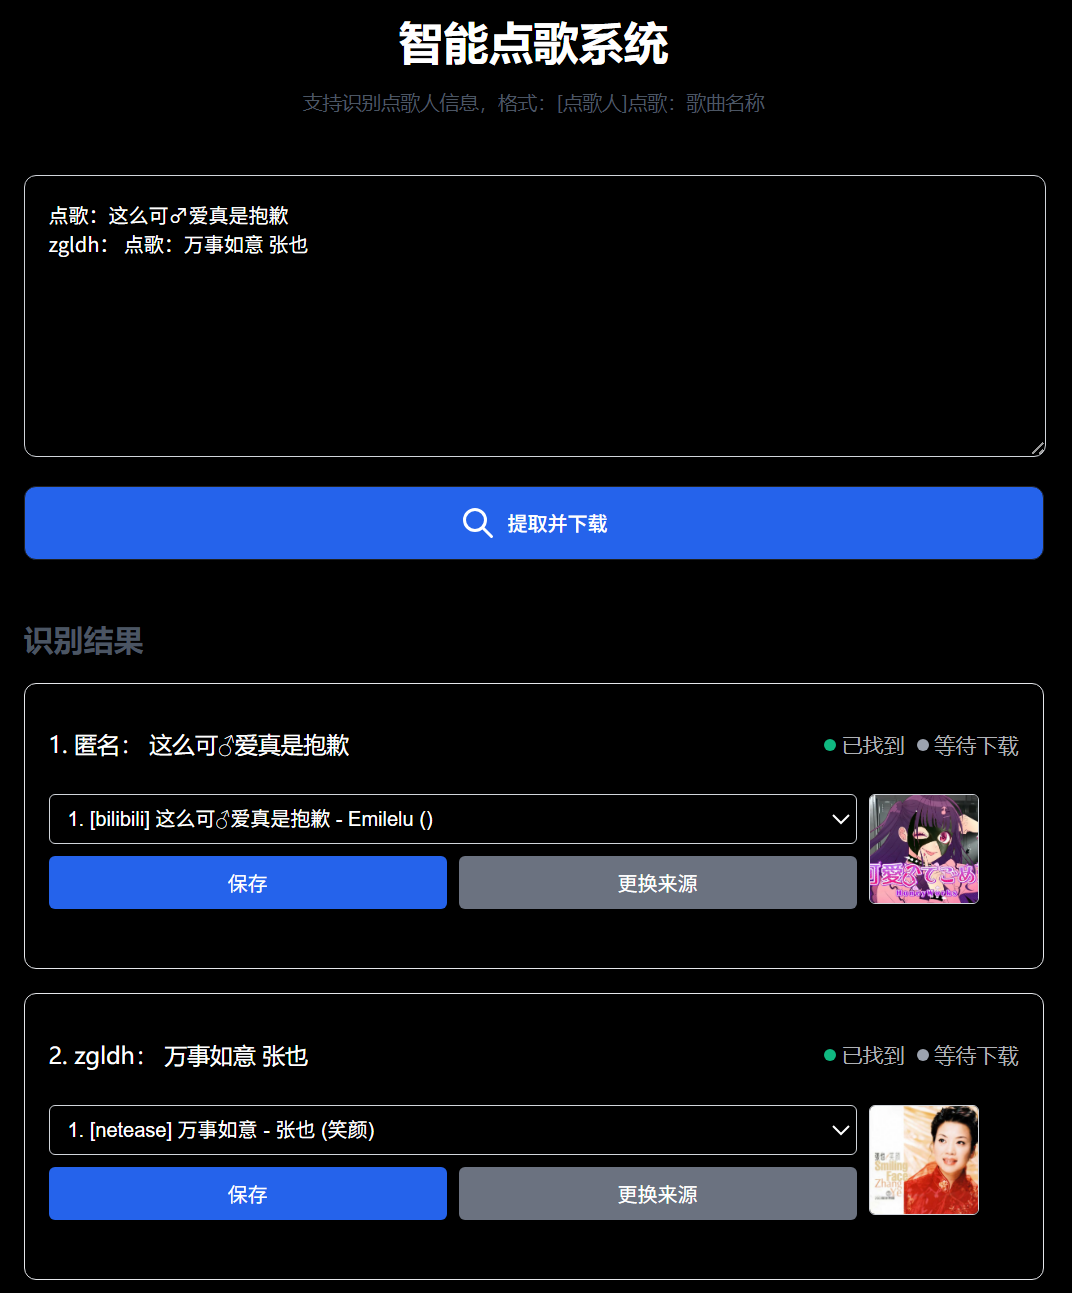 智能点歌系统
支持识别点歌人信息，格式：[点歌人]点歌：歌曲名称
点歌：这么可♂爱真是抱歉
zgldh： 点歌：万事如意 张也
提取并下载
识别结果
1. 匿名： 这么可♂爱真是抱歉
已找到 等待下载
1. [bilibili] 这么可♂爱真是抱歉 - Emilelu ()
保存 更换来源
2. zgldh： 万事如意 张也
已找到 等待下载
1. [netease] 万事如意 - 张也 (笑颜)
Smiling
Face
Zhang
保存 更换来源